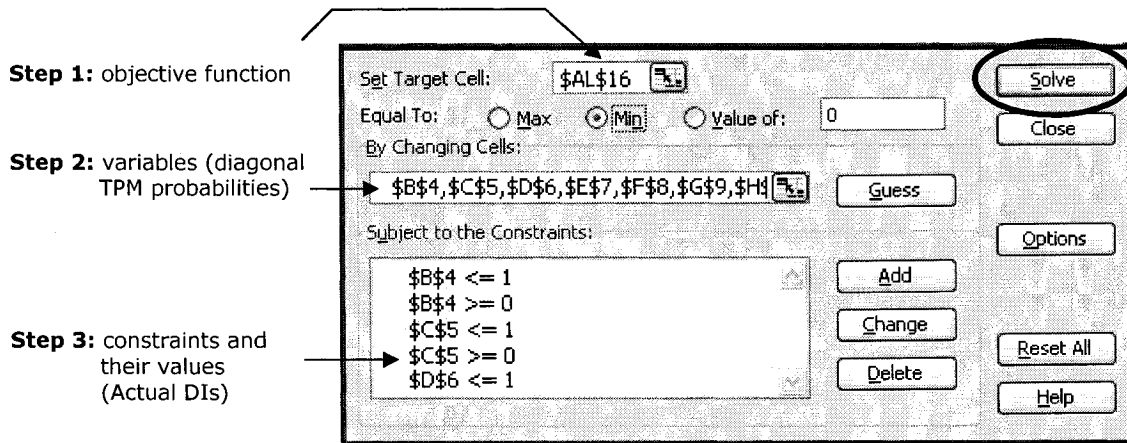 Step 1: objective function
Set Target Cell: $AL$16
Solve
Equal To: Max Min Value of: 0
Close
By Changing Cells:
Step 2: variables (diagonal
TPM probabilities)
$B$4,$C$5,$D$6,$E$7,$F$8,$G$9,$H$
Guess
Subject to the Constraints:
Options
$B$4 <= 1
$B$4 >= 0
$C$5 <= 1
$C$5 >= 0
$D$6 <= 1
Add
Change
Delete
Step 3: constraints and
their values
(Actual DIs)
Reset All
Help